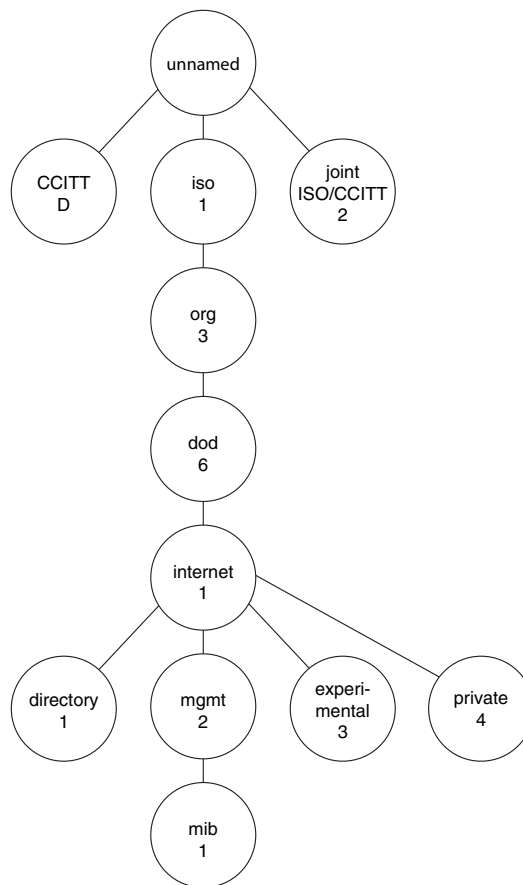 unnamed
CCITT
D
iso
1
joint
ISO/CCITT
2
org
3
dod
6
internet
1
directory
1
mgmt
2
experi-
mental
3
private
4
mib
1